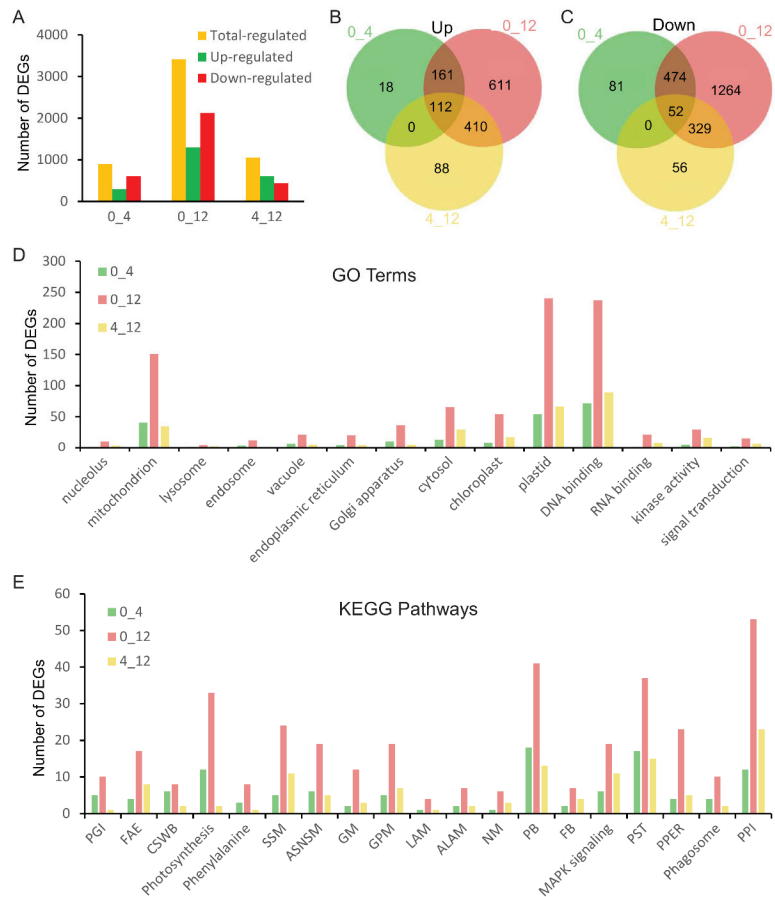 A
Total-regulated
Up-regulated
Down-regulated
Number of DEGs
4000
3000
2000
1000
0
0_4
0_12
4_12
B
Up
0_4
0_12
18
161
611
112
0
410
88
4_12
C
Down
0_4
0_12
81
474
1264
52
0
329
56
4_12
D
GO Terms
0_4
0_12
4_12
Number of DEGs
300
250
200
150
100
50
0
nucleolus
mitochondrion
lysosome
endosome
vacuole
endoplasmic reticulum
Golgi apparatus
cytosol
chloroplast
plastid
DNA binding
RNA binding
kinase activity
signal transduction
E
KEGG Pathways
0_4
0_12
4_12
Number of DEGs
60
50
40
30
20
10
0
PGI
FAE
CSWB
Photosynthesis
Phenylalanine
SSM
ASNSM
GM
GPM
LAM
ALAM
NM
PB
FB
MAPK signaling
PST
PPER
Phagosome
PPI